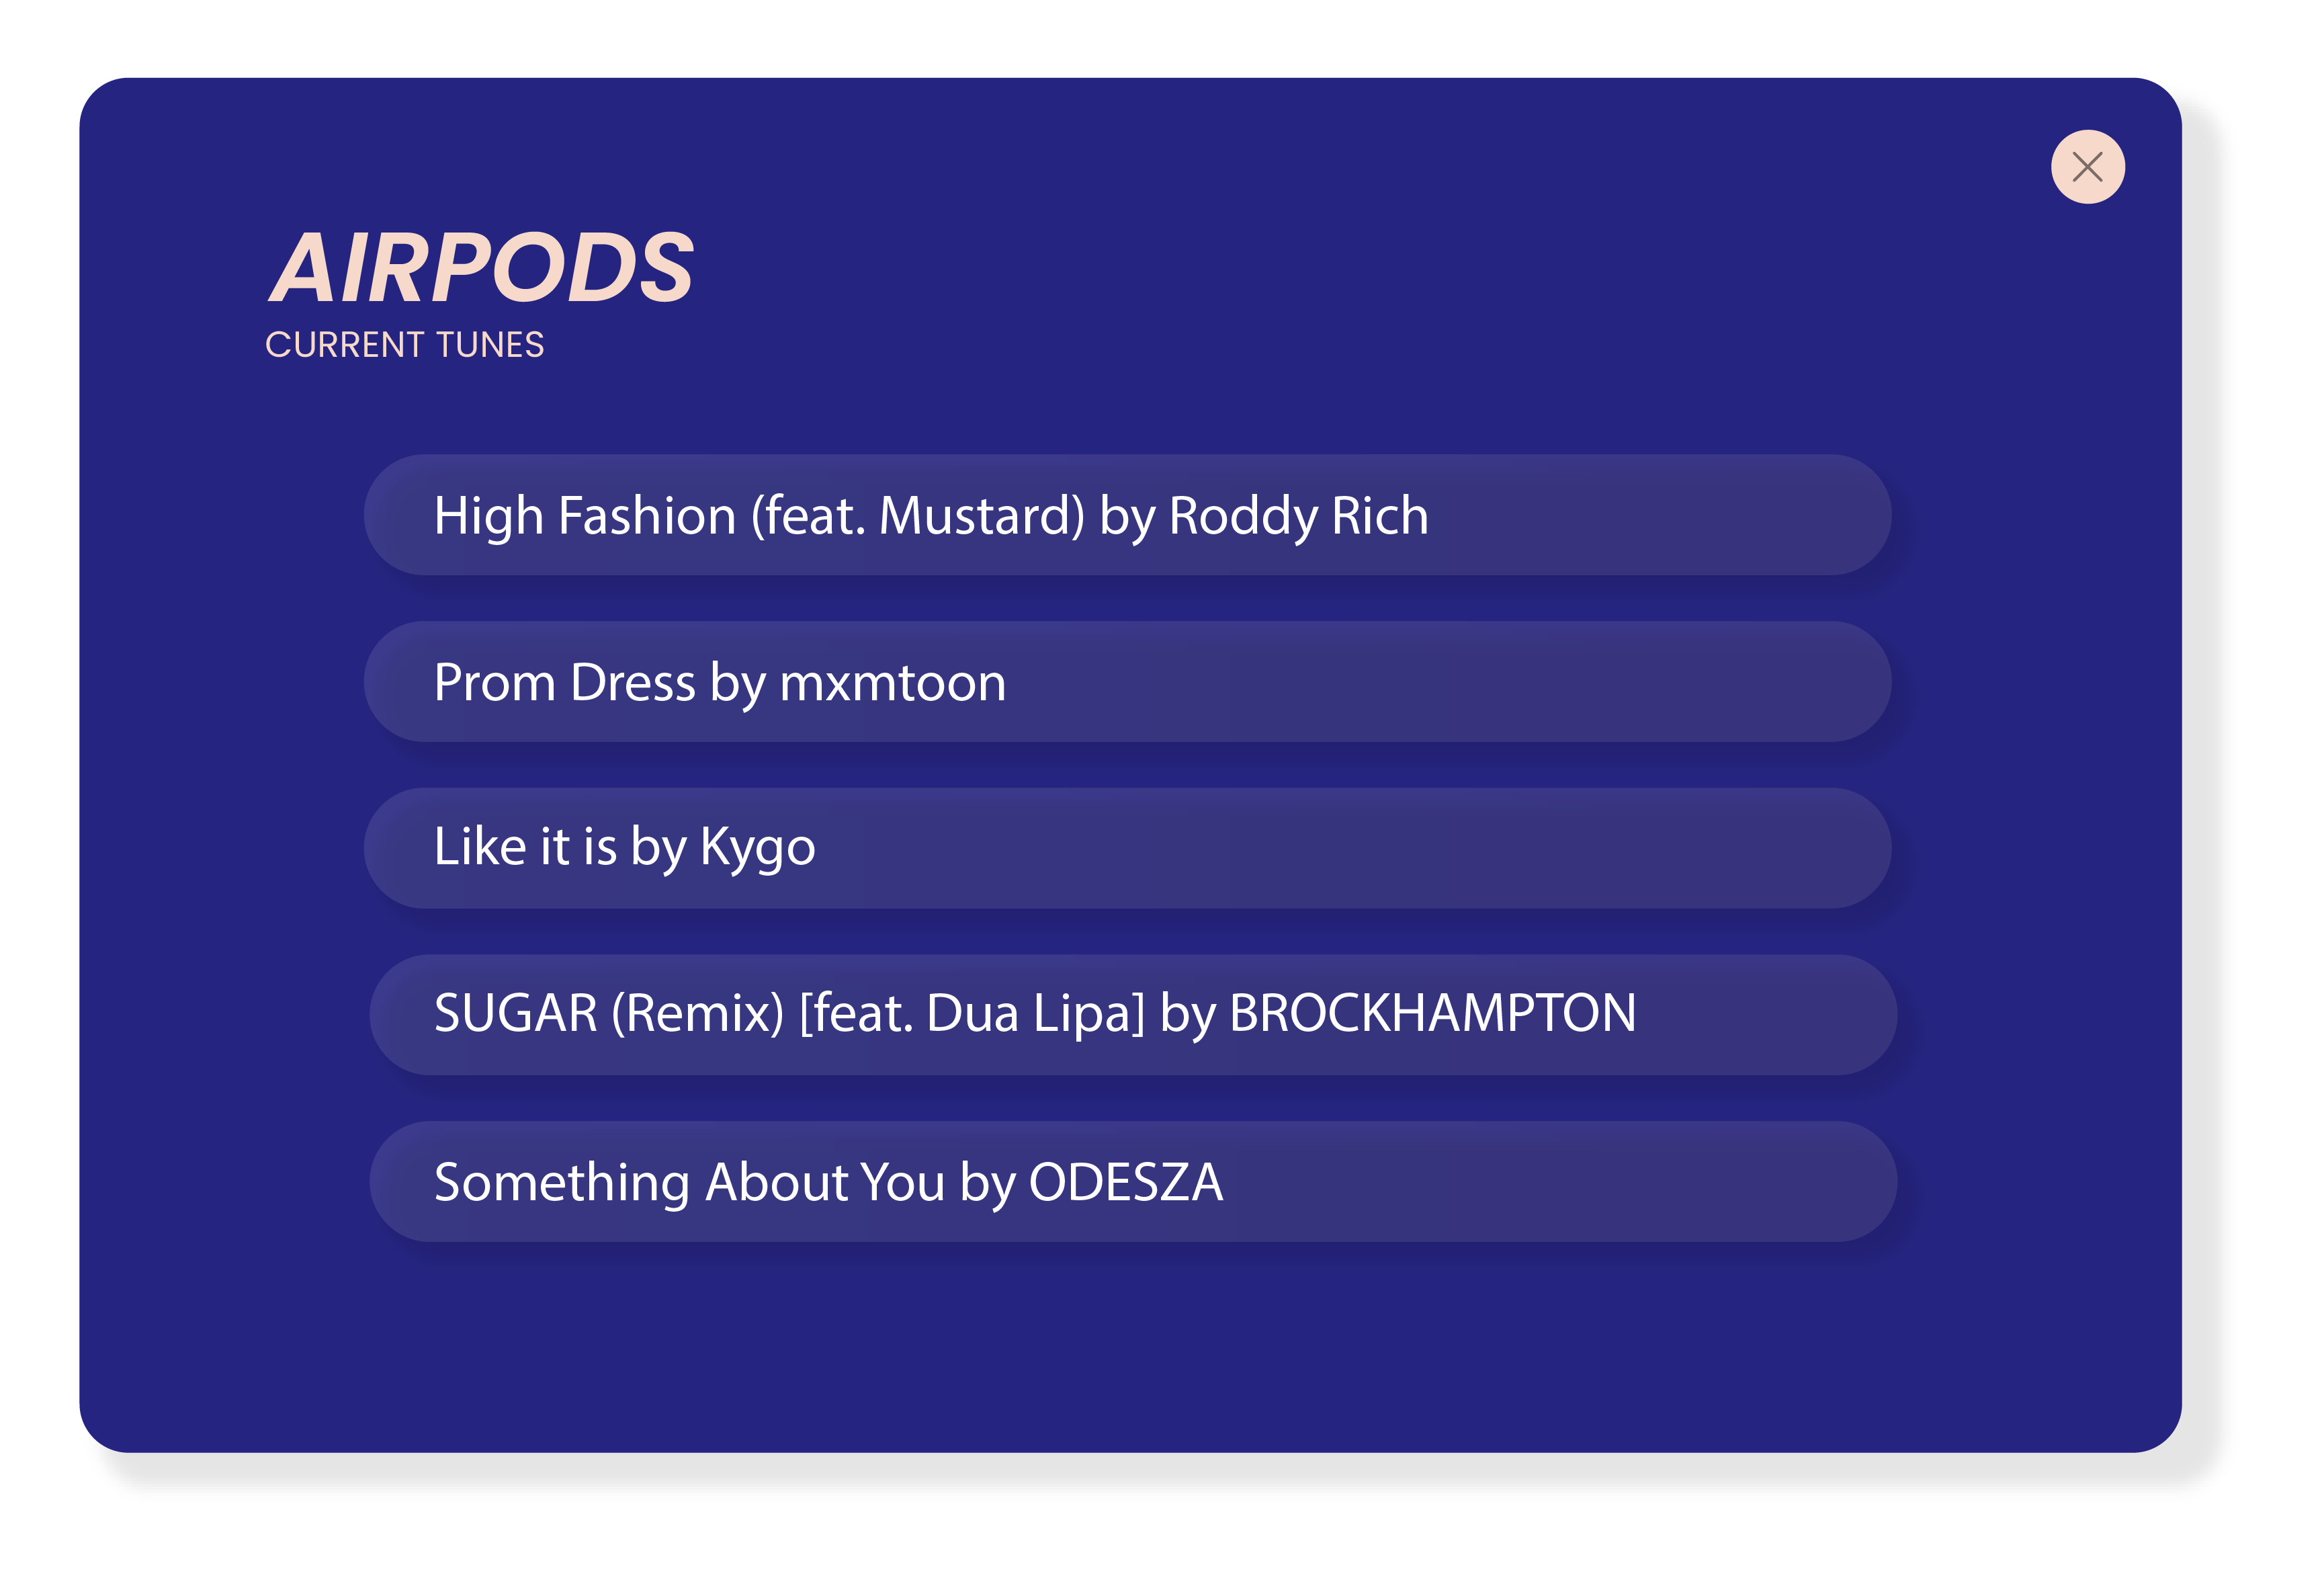 AIRPODS
CURRENT TUNES
High Fashion (feat. Mustard) by Roddy Rich
Prom Dress by mxmtoon
Like it is by Kygo
SUGAR (Remix) [feat. Dua Lipa] by BROCKHAMPTON
Something About You by ODESZA